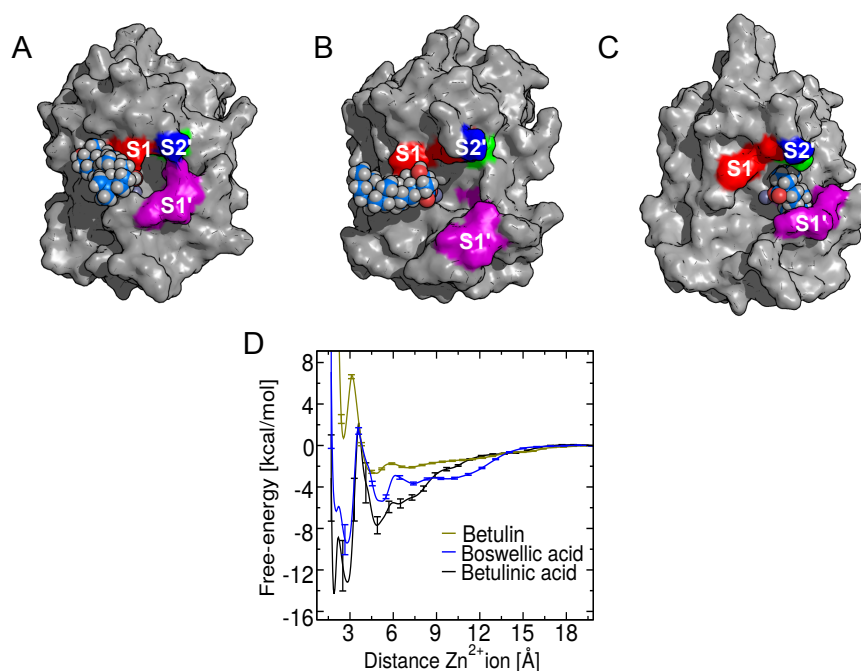 A
B
C
S1
S2'
S1'
S1
S2'
S1'
S1
S2'
S1'
D
Free-energy [kcal/mol]
8
4
0
-4
-8
-12
-16
Betulin
Boswellic acid
Betulinic acid
3 6 9 12 15 18
Distance Zn2+ion [Å]